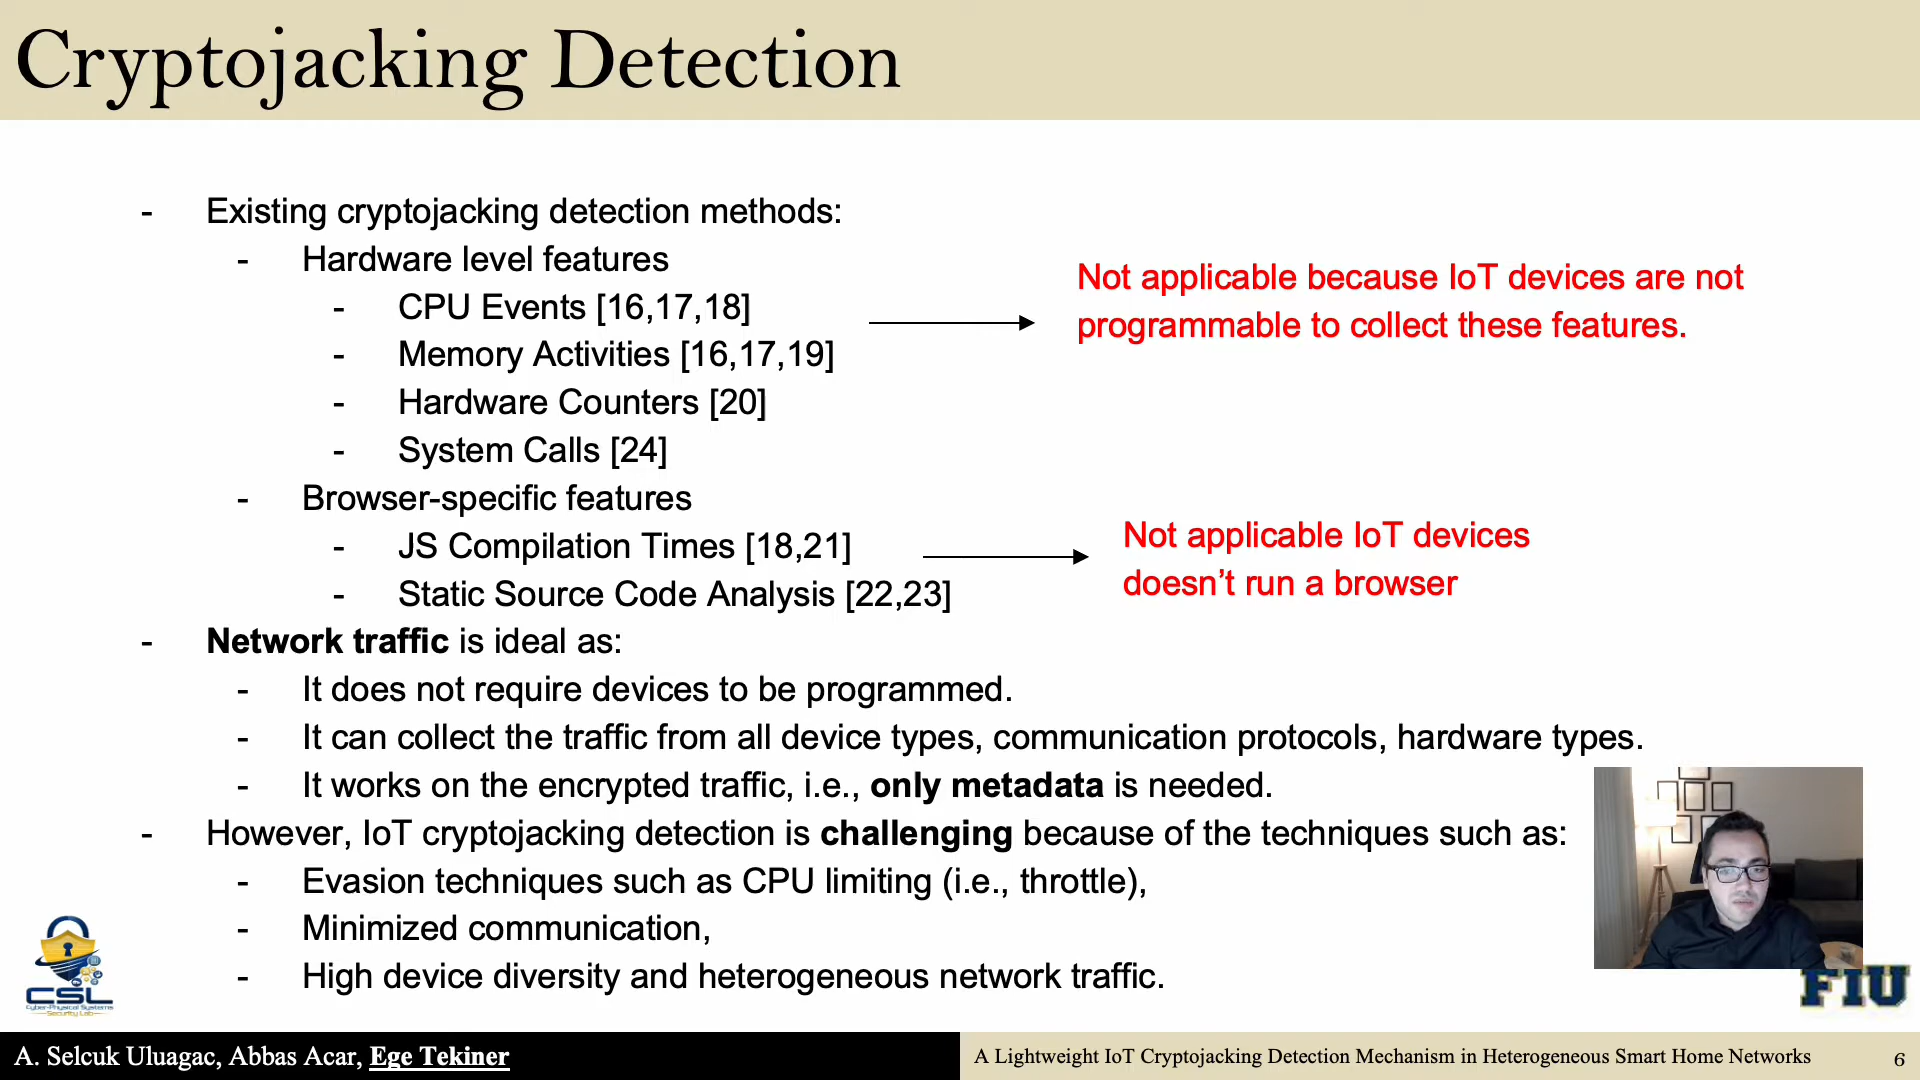 Cryptojacking Detection
- Existing cryptojacking detection methods:
- Hardware level features
- CPU Events [16,17,18]
- Memory Activities [16,17,19]
- Hardware Counters [20]
- System Calls [24]
Not applicable because IoT devices are not
programmable to collect these features.
- Browser-specific features
- JS Compilation Times [18,21]
- Static Source Code Analysis [22,23]
Not applicable IoT devices
doesn’t run a browser
- Network traffic is ideal as:
- It does not require devices to be programmed.
- It can collect the traffic from all device types, communication protocols, hardware types.
- It works on the encrypted traffic, i.e., only metadata is needed.
- However, IoT cryptojacking detection is challenging because of the techniques such as:
- Evasion techniques such as CPU limiting (i.e., throttle),
- Minimized communication,
- High device diversity and heterogeneous network traffic.
CSL
Cyber-Physical Systems
Security Lab
FIU
A. Selcuk Uluagac, Abbas Acar, Ege Tekiner
A Lightweight IoT Cryptojacking Detection Mechanism in Heterogeneous Smart Home Networks
6